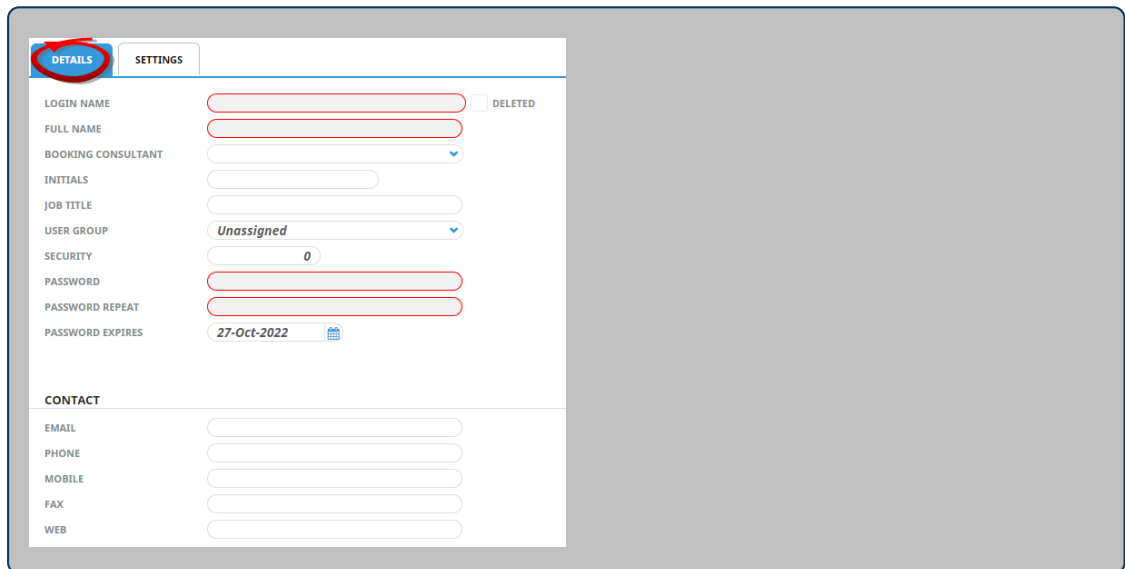 DETAILS SETTINGS
LOGIN NAME DELETED
FULL NAME
BOOKING CONSULTANT
INITIALS
JOB TITLE
USER GROUP Unassigned
SECURITY 0
PASSWORD
PASSWORD REPEAT
PASSWORD EXPIRES 27-Oct-2022
CONTACT
EMAIL
PHONE
MOBILE
FAX
WEB